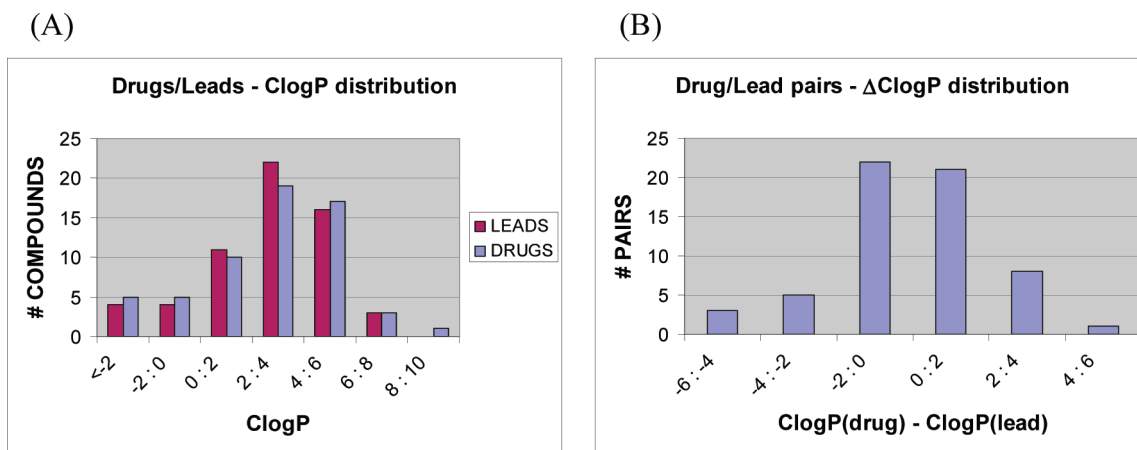 (A)
Drugs/Leads - ClogP distribution
# COMPOUNDS
25
20
15
10
5
0
<-2
-2 : 0
0 : 2
2 : 4
4 : 6
6 : 8
8 : 10
ClogP
LEADS
DRUGS
(B)
Drug/Lead pairs - ΔClogP distribution
# PAIRS
25
20
15
10
5
0
-6 : -4
-4 : -2
-2 : 0
0 : 2
2 : 4
4 : 6
ClogP(drug) - ClogP(lead)